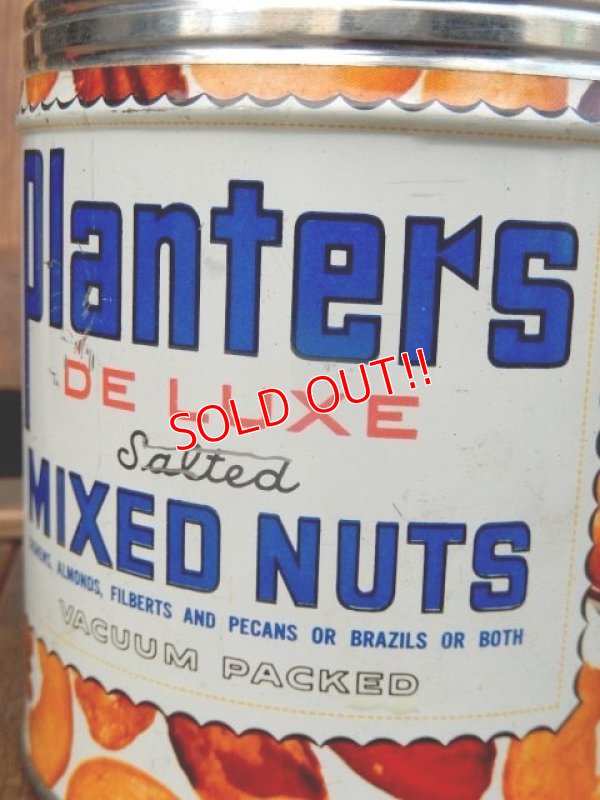 Planters
DE LUXE
SOLD OUT!!
Salted
MIXED NUTS
ALMONDS, FILBERTS AND PECANS OR BRAZILS OR BOTH
VACUUM PACKED